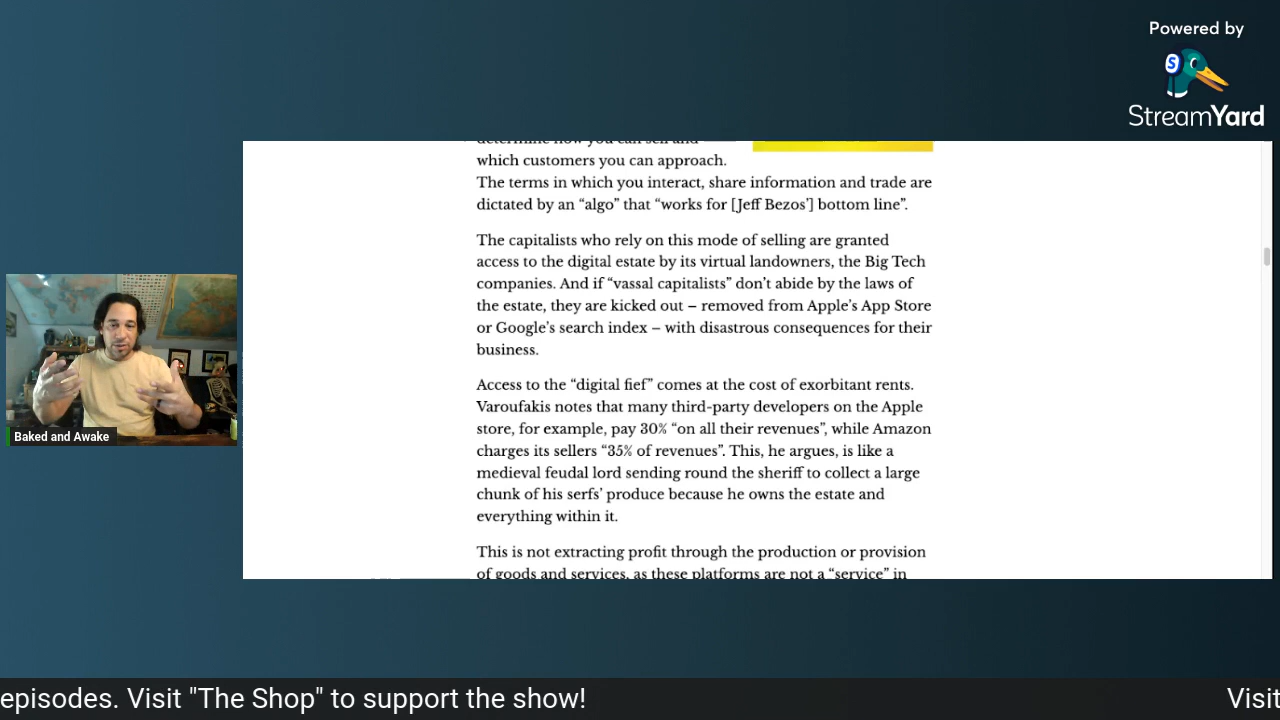 Powered by
S
StreamYard
determine how you can sell and
which customers you can approach.
The terms in which you interact, share information and trade are
dictated by an “algo” that “works for [Jeff Bezos’] bottom line”.
The capitalists who rely on this mode of selling are granted
access to the digital estate by its virtual landowners, the Big Tech
companies. And if “vassal capitalists” don’t abide by the laws of
the estate, they are kicked out – removed from Apple’s App Store
or Google’s search index – with disastrous consequences for their
business.
Access to the “digital fief” comes at the cost of exorbitant rents.
Varoufakis notes that many third-party developers on the Apple
store, for example, pay 30% “on all their revenues”, while Amazon
charges its sellers “35% of revenues”. This, he argues, is like a
medieval feudal lord sending round the sheriff to collect a large
chunk of his serfs’ produce because he owns the estate and
everything within it.
This is not extracting profit through the production or provision
of goods and services, as these platforms are not a “service” in
Baked and Awake
episodes. Visit "The Shop" to support the show!
Visit